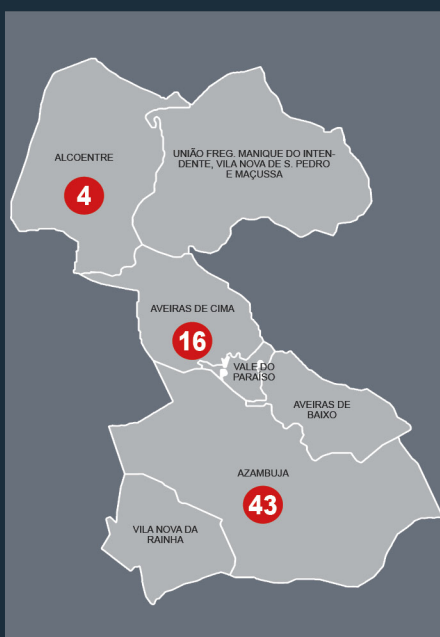 ALCOENTRE
4
UNIÃO FREG. MANIQUE DO INTEN-
DENTE, VILA NOVA DE S. PEDRO
E MAÇUSSA
AVEIRAS DE CIMA
16
VALE DO
PARAÍSO
AVEIRAS DE
BAIXO
AZAMBUJA
43
VILA NOVA DA
RAINHA